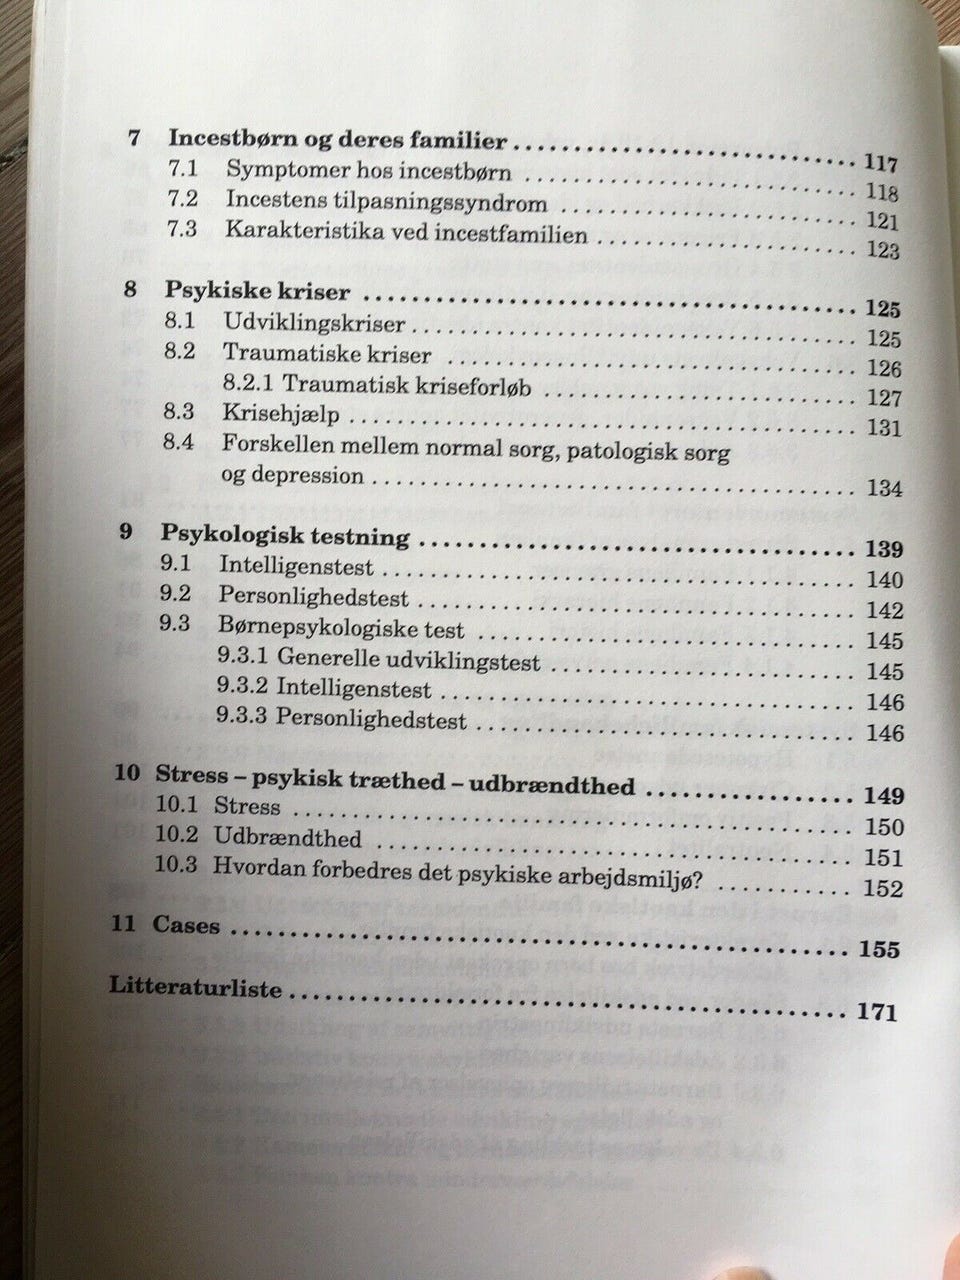 7 Incestbørn og deres familier ........................... 117
7.1 Symptomer hos incestbørn ........................... 118
7.2 Incestens tilpasningssyndrom ........................ 121
7.3 Karakteristika ved incestfamilien ..................... 123
8 Psykiske kriser ........................................ 125
8.1 Udviklingskriser .................................... 125
8.2 Traumatiske kriser ................................. 126
8.2.1 Traumatisk kriseforløb .......................... 127
8.3 Krisehjælp ......................................... 131
8.4 Forskellen mellem normal sorg, patologisk sorg
og depression ...................................... 134
9 Psykologisk testning ................................... 139
9.1 Intelligenstest ...................................... 140
9.2 Personlighedstest ................................... 142
9.3 Børnepsykologiske test .............................. 145
9.3.1 Generelle udviklingstest ......................... 145
9.3.2 Intelligenstest .................................. 146
9.3.3 Personlighedstest ............................... 146
10 Stress – psykisk træthed – udbrændthed ................. 149
10.1 Stress ............................................ 150
10.2 Udbrændthed ...................................... 151
10.3 Hvordan forbedres det psykiske arbejdsmiljø? ........... 152
11 Cases ................................................ 155
Litteraturliste ........................................... 171